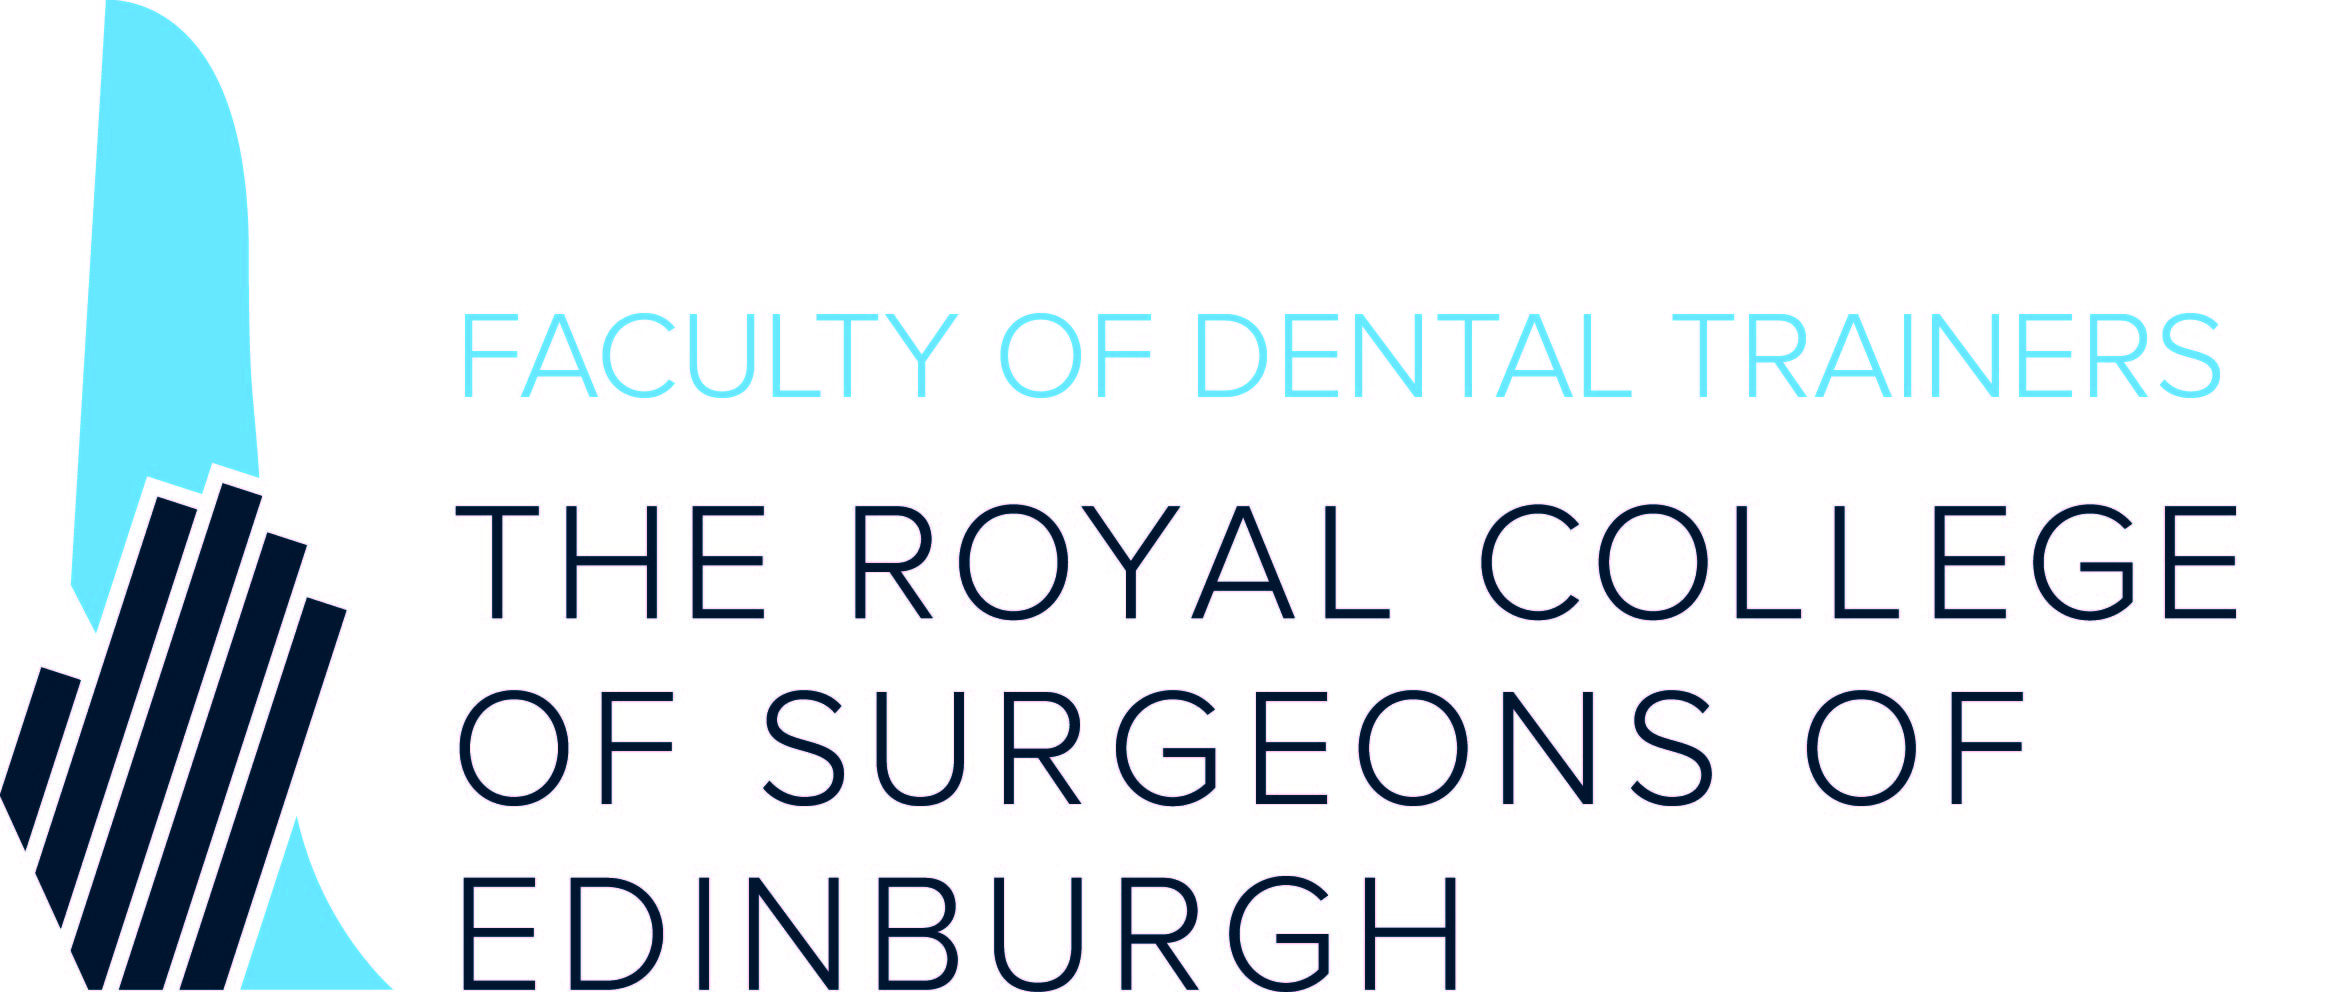 FACULTY OF DENTAL TRAINERS
THE ROYAL COLLEGE
OF SURGEONS OF
EDINBURGH